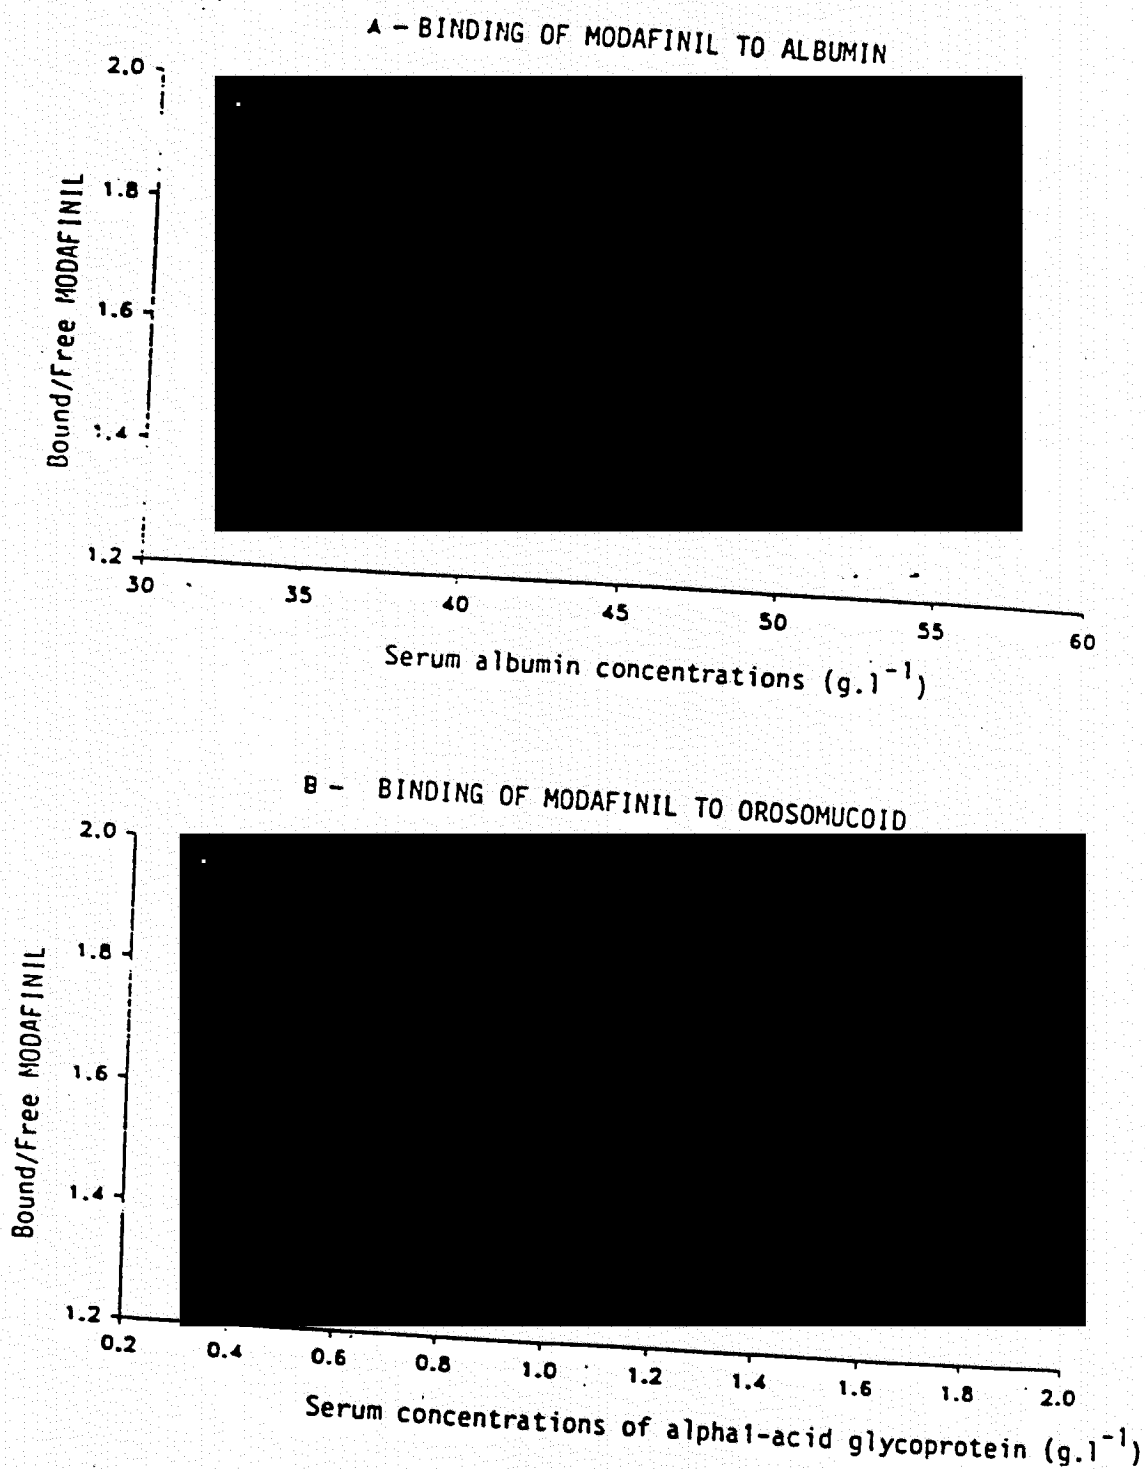 A - BINDING OF MODAFINIL TO ALBUMIN
2.0
1.8
1.6
1.4
1.2
Bound/Free MODAFINIL
30 35 40 45 50 55 60
Serum albumin concentrations (g.l⁻¹)
B - BINDING OF MODAFINIL TO OROSOMUCOID
2.0
1.8
1.6
1.4
1.2
Bound/Free MODAFINIL
0.2 0.4 0.6 0.8 1.0 1.2 1.4 1.6 1.8 2.0
Serum concentrations of alpha1-acid glycoprotein (g.l⁻¹)